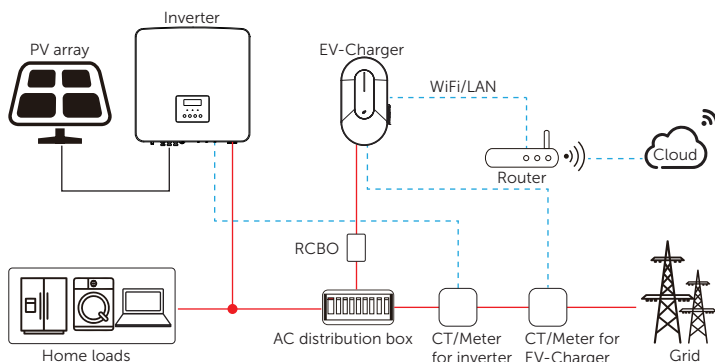 Inverter
PV array
EV-Charger
WiFi/LAN
Cloud
Router
RCBO
Home loads
AC distribution box
CT/Meter
for inverter
CT/Meter for
EV-Charger
Grid